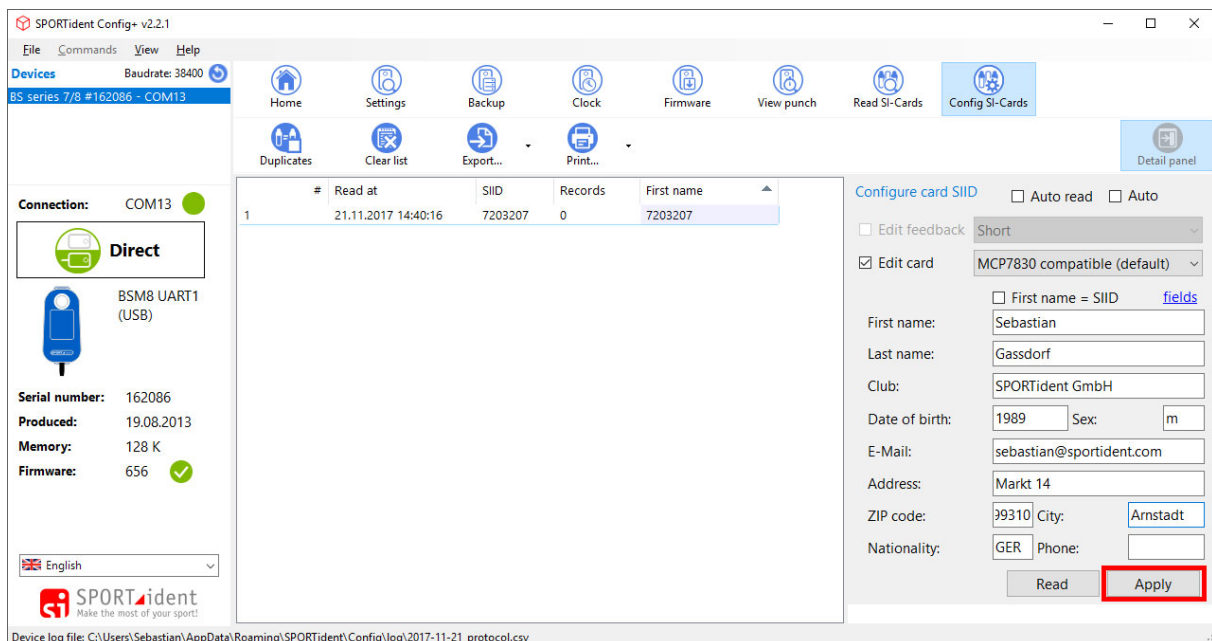 SPORTident Config+ v2.2.1
File Commands View Help
Devices Baudrate: 38400
BS series 7/8 #162086 - COM13
Home Settings Backup Clock Firmware View punch Read SI-Cards Config SI-Cards
Duplicates Clear list Export... Print... Detail panel
Connection: COM13
Direct
BSM8 UART1
(USB)
Serial number: 162086
Produced: 19.08.2013
Memory: 128 K
Firmware: 656
English
SPORTident
Make the most of your sport!
# Read at SIID Records First name
1 21.11.2017 14:40:16 7203207 0 7203207
Configure card SIID Auto read Auto
Edit feedback Short
Edit card MCP7830 compatible (default)
First name = SIID fields
First name: Sebastian
Last name: Gassdorf
Club: SPORTident GmbH
Date of birth: 1989 Sex: m
E-Mail: sebastian@sportident.com
Address: Markt 14
ZIP code: 99310 City: Arnstadt
Nationality: GER Phone:
Read Apply
Device log file: C:\Users\Sebastian\AppData\Roaming\SPORTident\Config\log\2017-11-21_protocol.csv